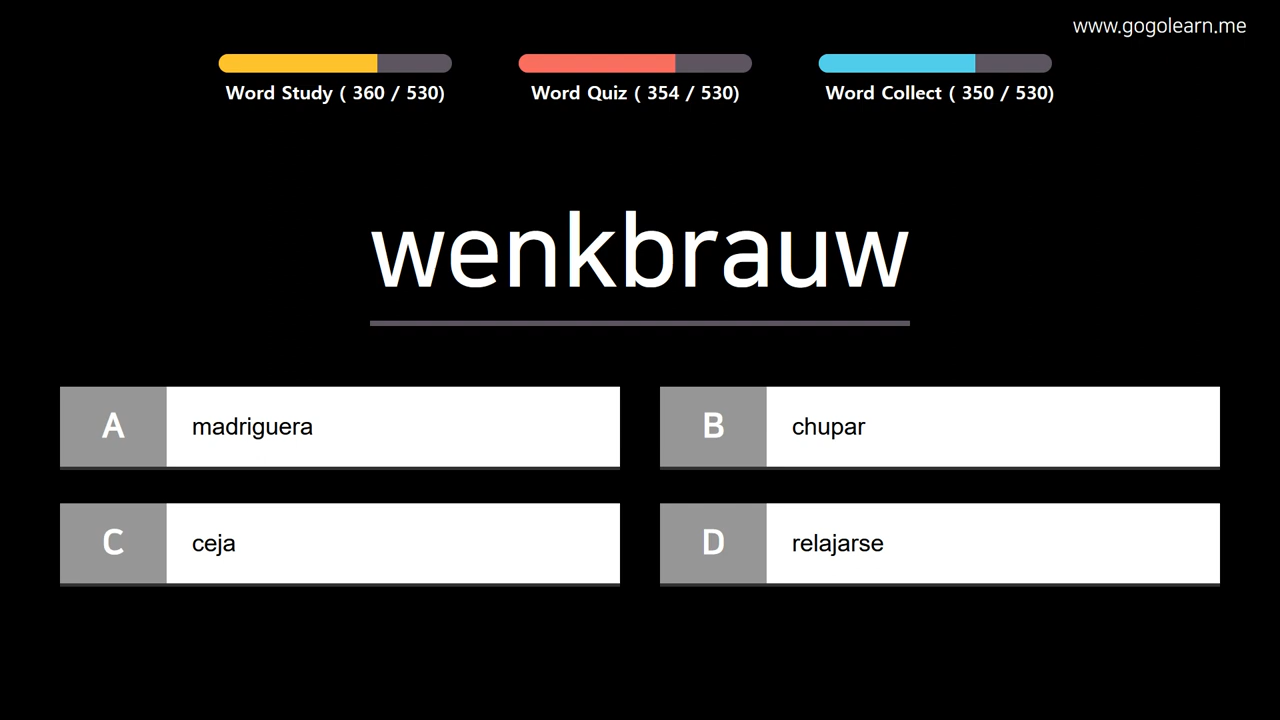 www.gogolearn.me
Word Study ( 360 / 530)
Word Quiz ( 354 / 530)
Word Collect ( 350 / 530)
wenkbrauw
A madriguera
B chupar
C ceja
D relajarse